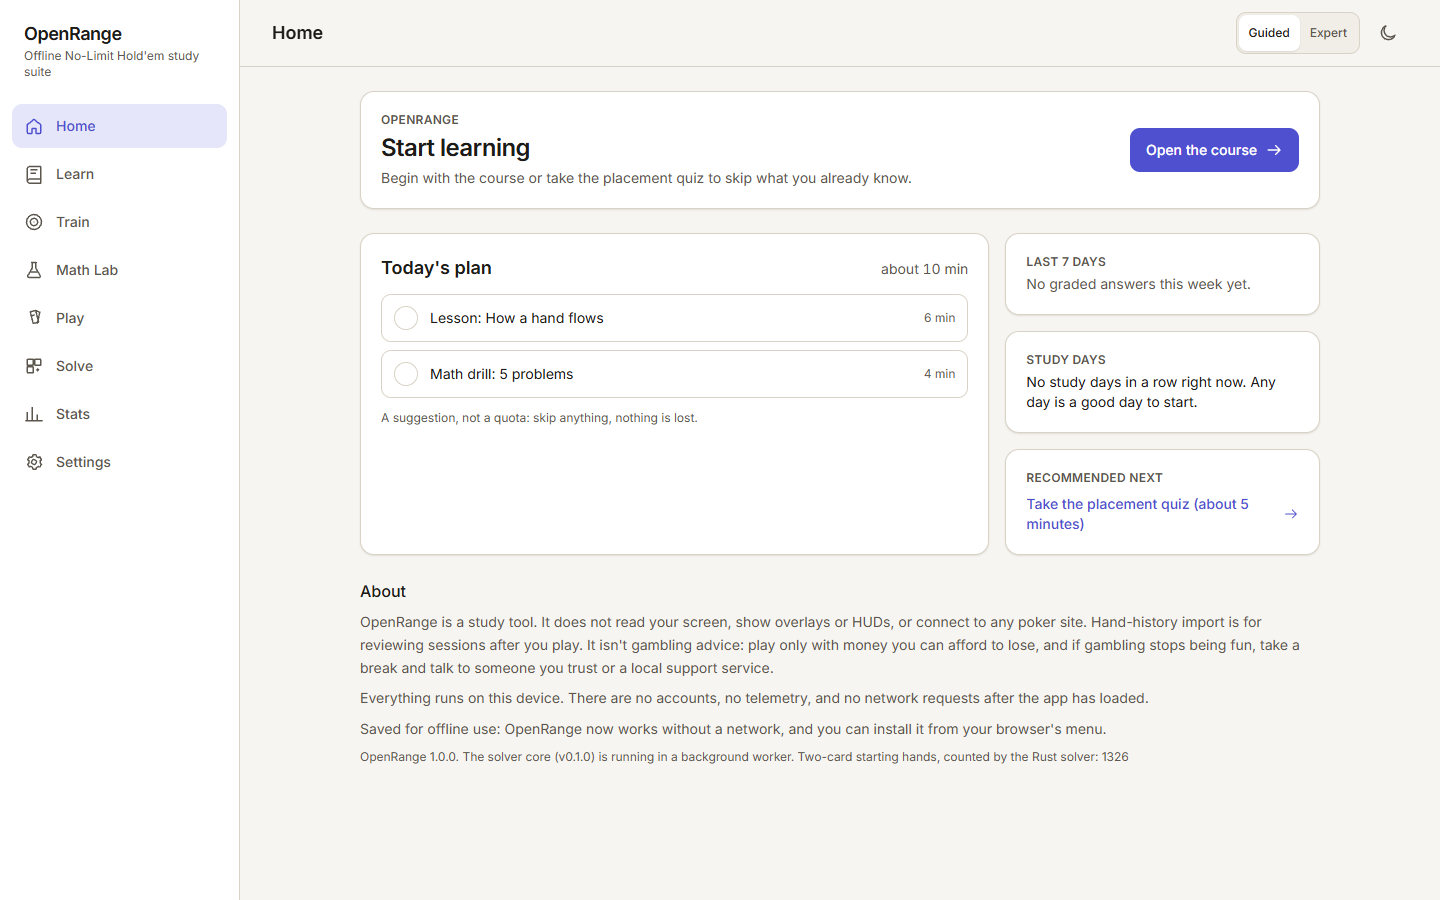 OpenRange
Offline No-Limit Hold'em study
suite
Home
Learn
Train
Math Lab
Play
Solve
Stats
Settings
Home
Guided
Expert
OPENRANGE
Start learning
Begin with the course or take the placement quiz to skip what you already know.
Open the course
Today's plan
about 10 min
Lesson: How a hand flows
6 min
Math drill: 5 problems
4 min
A suggestion, not a quota: skip anything, nothing is lost.
LAST 7 DAYS
No graded answers this week yet.
STUDY DAYS
No study days in a row right now. Any
day is a good day to start.
RECOMMENDED NEXT
Take the placement quiz (about 5
minutes)
About
OpenRange is a study tool. It does not read your screen, show overlays or HUDs, or connect to any poker site. Hand-history import is for
reviewing sessions after you play. It isn't gambling advice: play only with money you can afford to lose, and if gambling stops being fun, take a
break and talk to someone you trust or a local support service.
Everything runs on this device. There are no accounts, no telemetry, and no network requests after the app has loaded.
Saved for offline use: OpenRange now works without a network, and you can install it from your browser's menu.
OpenRange 1.0.0. The solver core (v0.1.0) is running in a background worker. Two-card starting hands, counted by the Rust solver: 1326